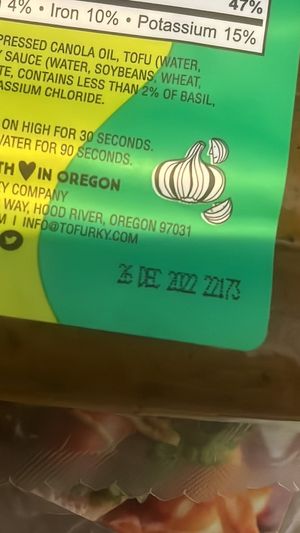 47%
4% • Iron 10% • Potassium 15%
PRESSED CANOLA OIL, TOFU (WATER,
Y SAUCE (WATER, SOYBEANS, WHEAT,
TE, CONTAINS LESS THAN 2% OF BASIL,
ASSIUM CHLORIDE.
ON HIGH FOR 30 SECONDS.
WATER FOR 90 SECONDS.
TH IN OREGON
KY COMPANY
WAY, HOOD RIVER, OREGON 97031
M | INFO@TOFURKY.COM
26 DEC 2022 22173